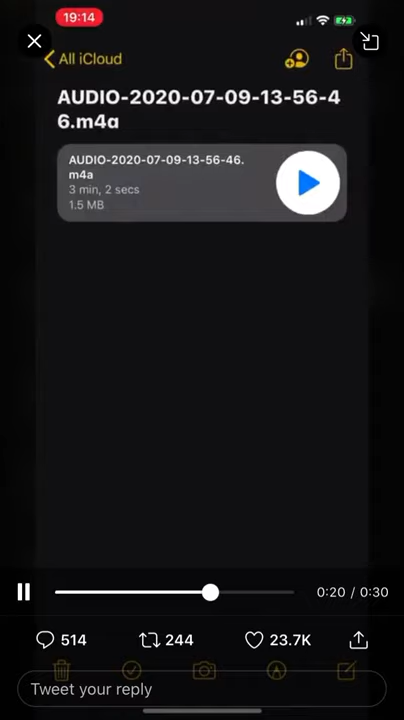 19:14
All iCloud
AUDIO-2020-07-09-13-56-4
6.m4a
AUDIO-2020-07-09-13-56-46.
m4a
3 min, 2 secs
1.5 MB
0:20 / 0:30
514
244
23.7K
Tweet your reply